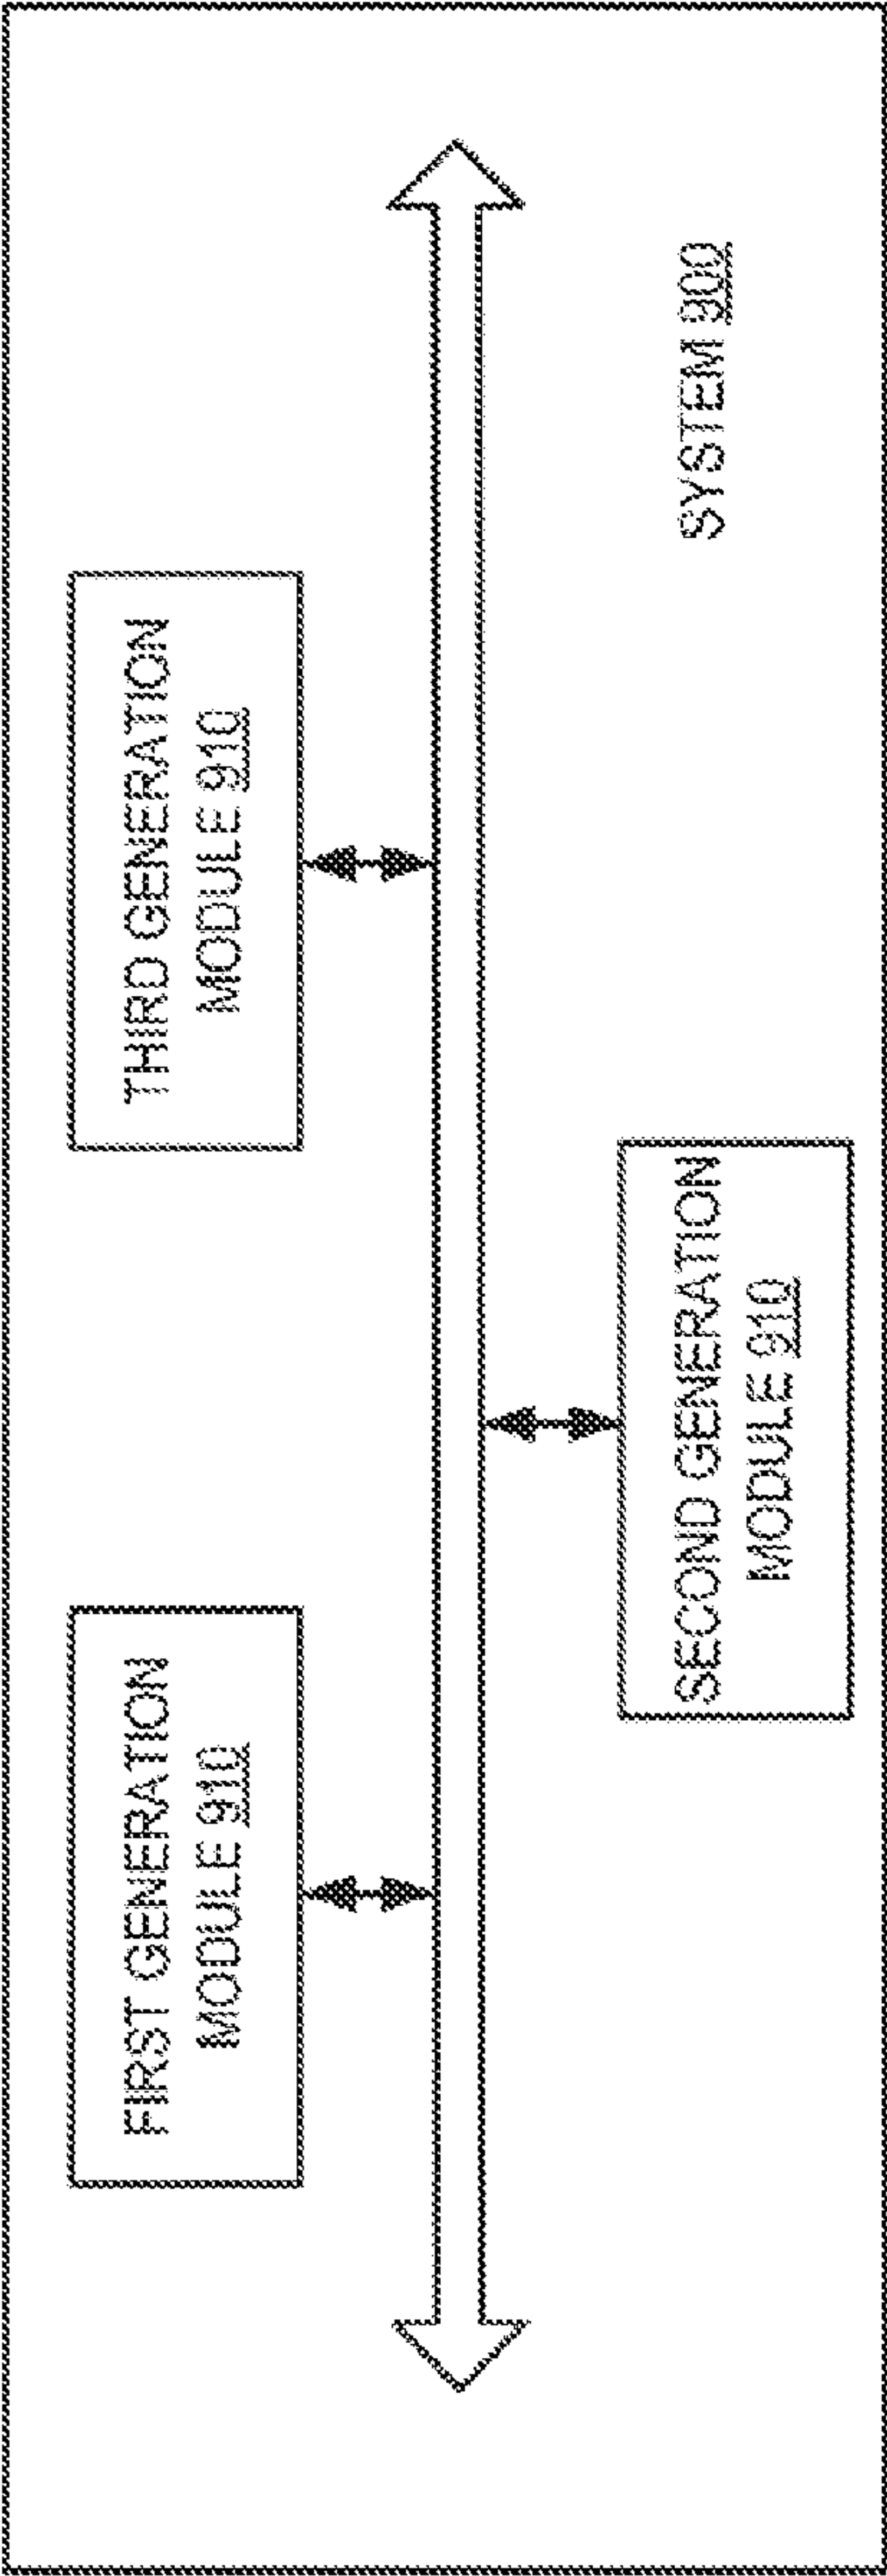 FIRST GENERATION
MODULE 910
THIRD GENERATION
MODULE 910
SECOND GENERATION
MODULE 910
SYSTEM 900